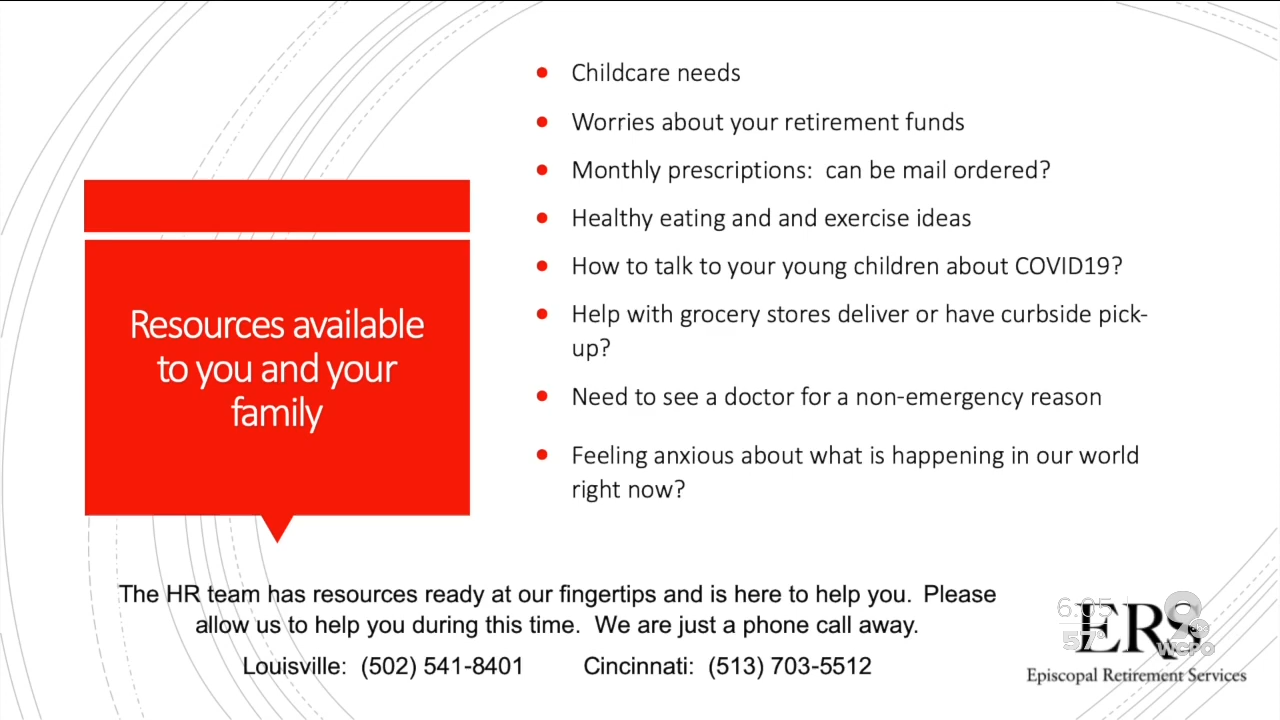 Resources available
to you and your
family
Childcare needs
Worries about your retirement funds
Monthly prescriptions:  can be mail ordered?
Healthy eating and and exercise ideas
How to talk to your young children about COVID19?
Help with grocery stores deliver or have curbside pick-
up?
Need to see a doctor for a non-emergency reason
Feeling anxious about what is happening in our world
right now?
The HR team has resources ready at our fingertips and is here to help you.  Please
allow us to help you during this time.  We are just a phone call away.
Louisville:  (502) 541-8401  Cincinnati:  (513) 703-5512
6:05
57°
9
WCPO
ERS
Episcopal Retirement Services